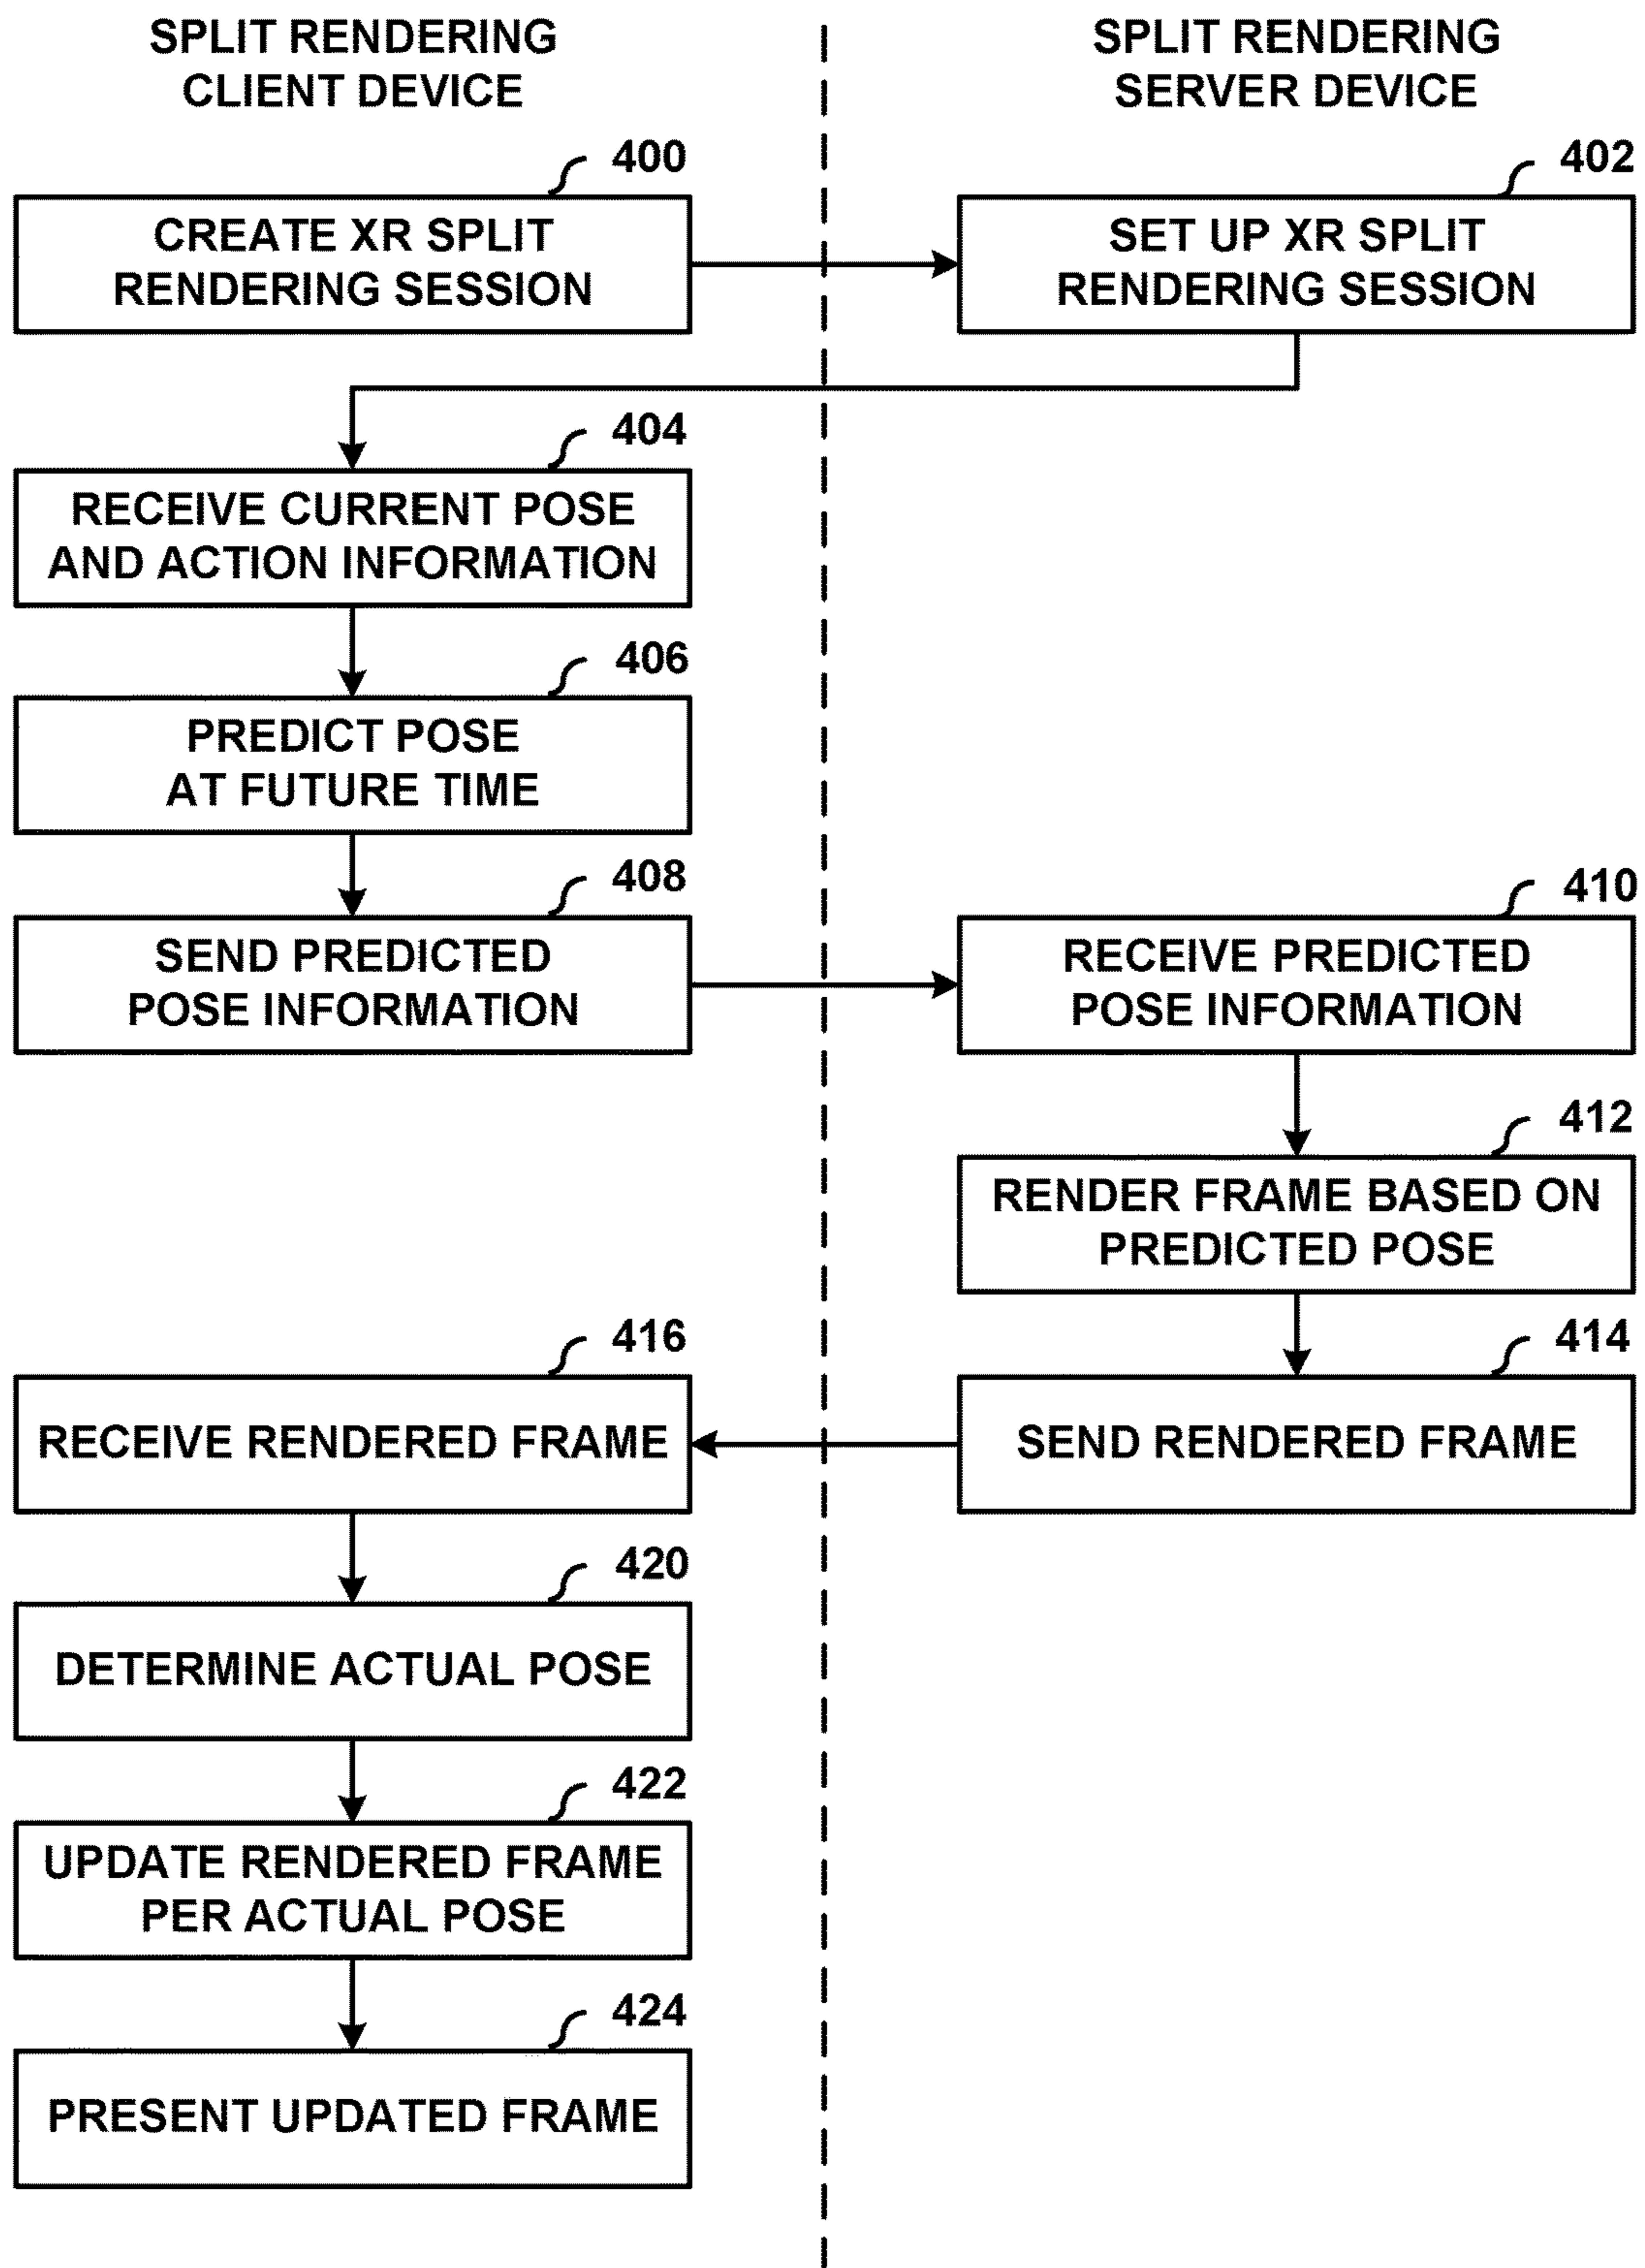 SPLIT RENDERING
CLIENT DEVICE
SPLIT RENDERING
SERVER DEVICE
400
CREATE XR SPLIT
RENDERING SESSION
402
SET UP XR SPLIT
RENDERING SESSION
404
RECEIVE CURRENT POSE
AND ACTION INFORMATION
406
PREDICT POSE
AT FUTURE TIME
408
SEND PREDICTED
POSE INFORMATION
410
RECEIVE PREDICTED
POSE INFORMATION
412
RENDER FRAME BASED ON
PREDICTED POSE
414
SEND RENDERED FRAME
416
RECEIVE RENDERED FRAME
420
DETERMINE ACTUAL POSE
422
UPDATE RENDERED FRAME
PER ACTUAL POSE
424
PRESENT UPDATED FRAME